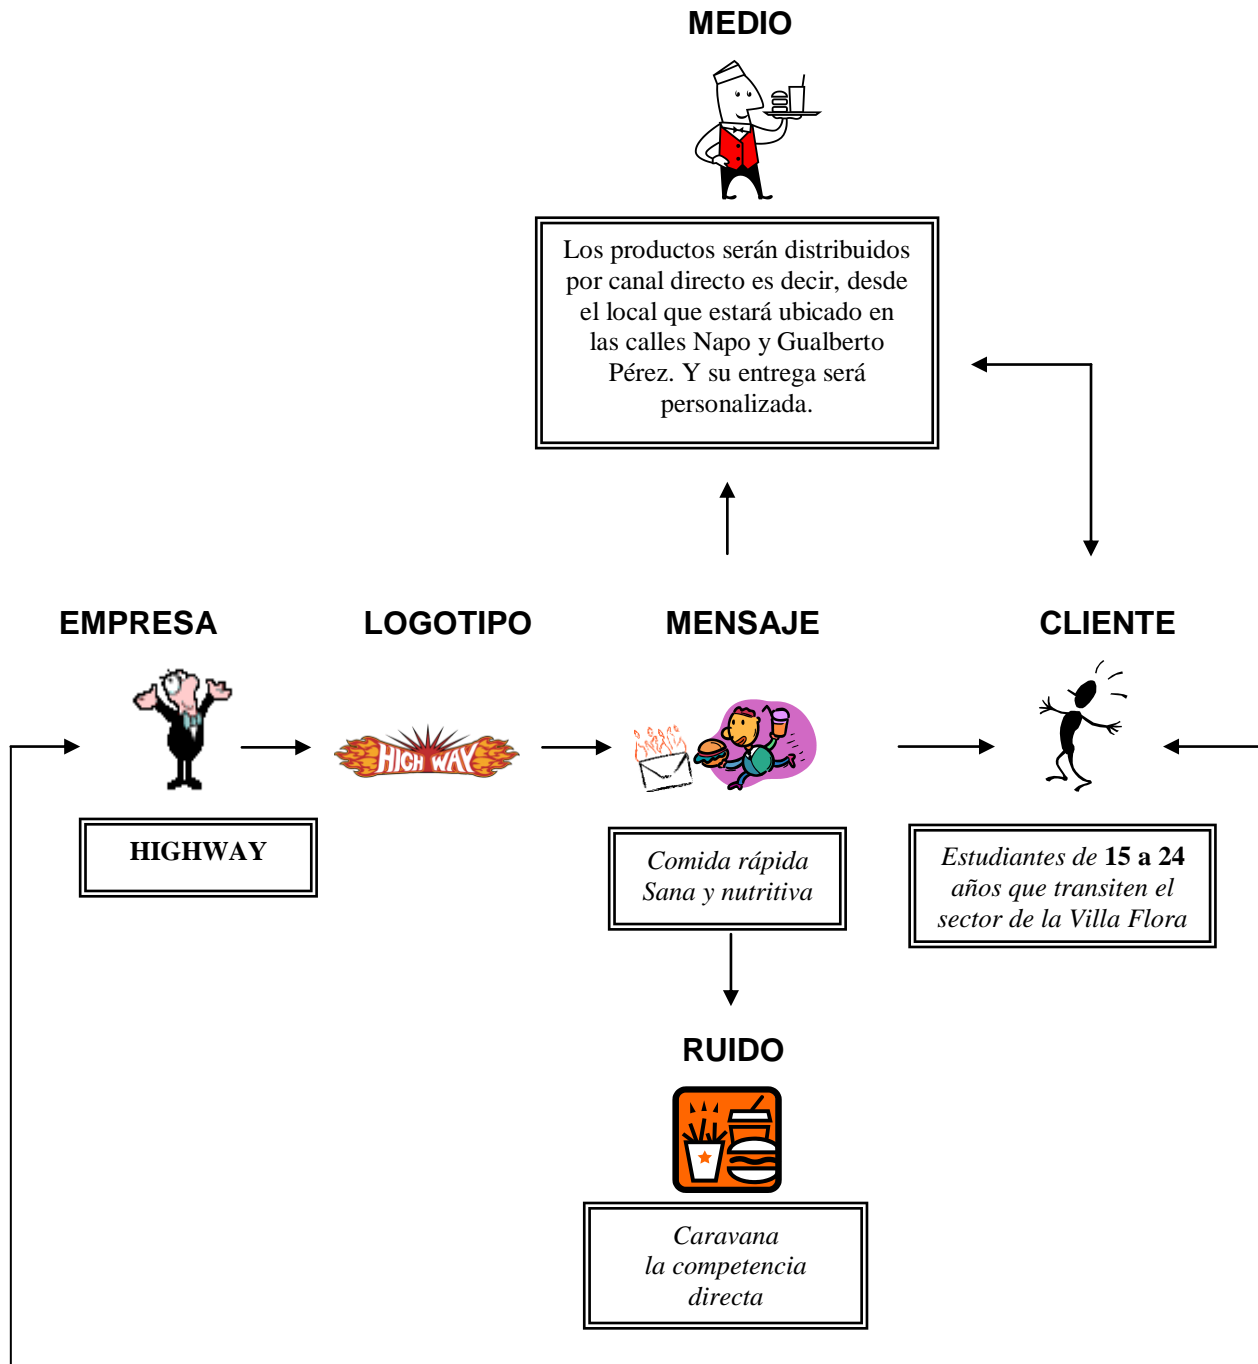 MEDIO
Los productos serán distribuidos
por canal directo es decir, desde
el local que estará ubicado en
las calles Napo y Gualberto
Pérez. Y su entrega será
personalizada.
EMPRESA
LOGOTIPO
MENSAJE
CLIENTE
HIGH WAY
HIGHWAY
Comida rápida
Sana y nutritiva
Estudiantes de 15 a 24
años que transiten el
sector de la Villa Flora
RUIDO
Caravana
la competencia
directa